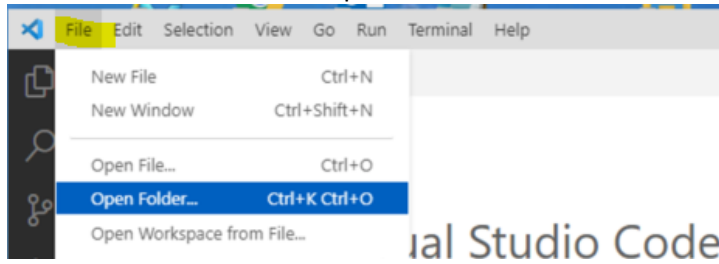 File Edit Selection View Go Run Terminal Help
New File Ctrl+N
New Window Ctrl+Shift+N
Open File... Ctrl+O
Open Folder... Ctrl+K Ctrl+O
Open Workspace from File...
Studio Code